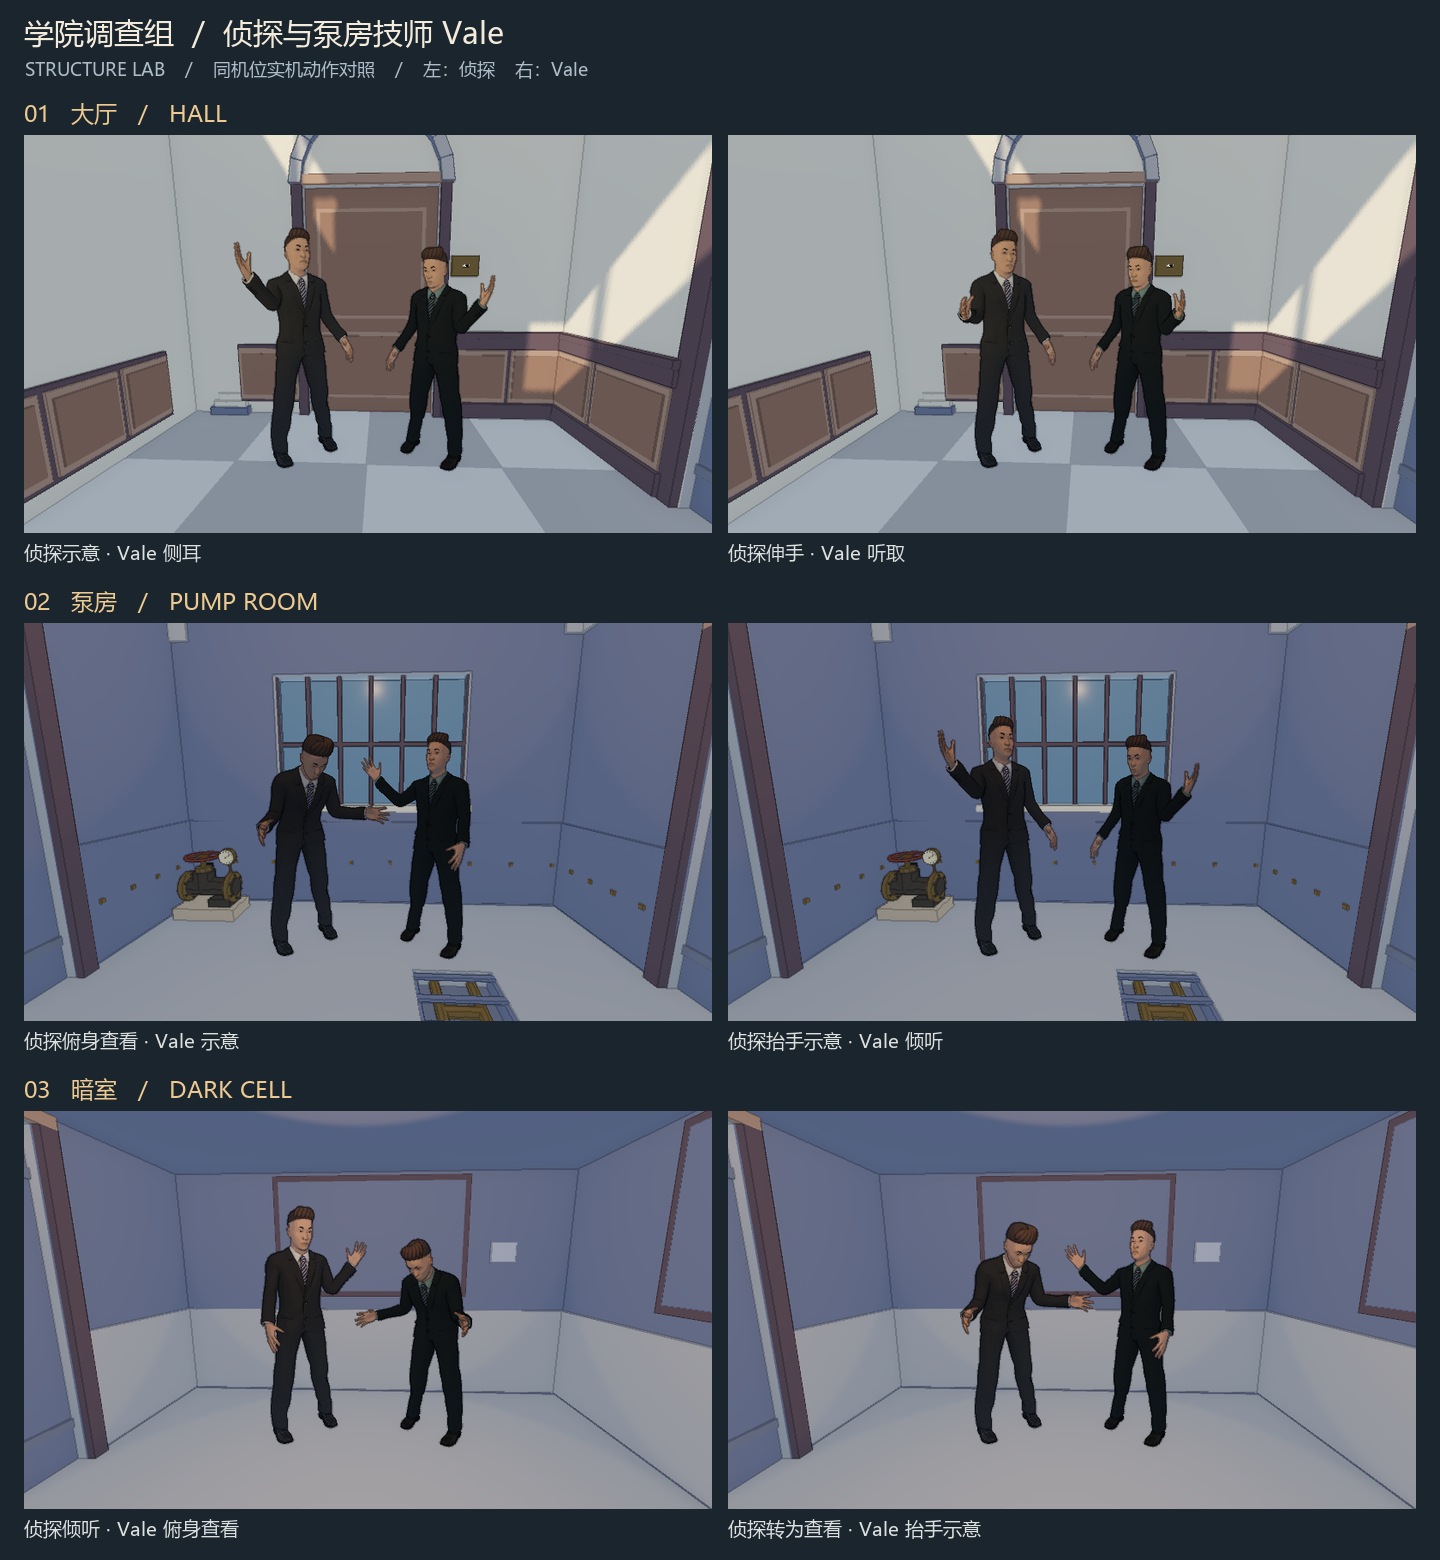 学院调查组 / 侦探与泵房技师 Vale
STRUCTURE LAB / 同机位实机动作对照 / 左：侦探 右：Vale
01 大厅 / HALL
侦探示意 · Vale 侧耳
侦探伸手 · Vale 听取
02 泵房 / PUMP ROOM
侦探俯身查看 · Vale 示意
侦探抬手示意 · Vale 倾听
03 暗室 / DARK CELL
侦探倾听 · Vale 俯身查看
侦探转为查看 · Vale 抬手示意